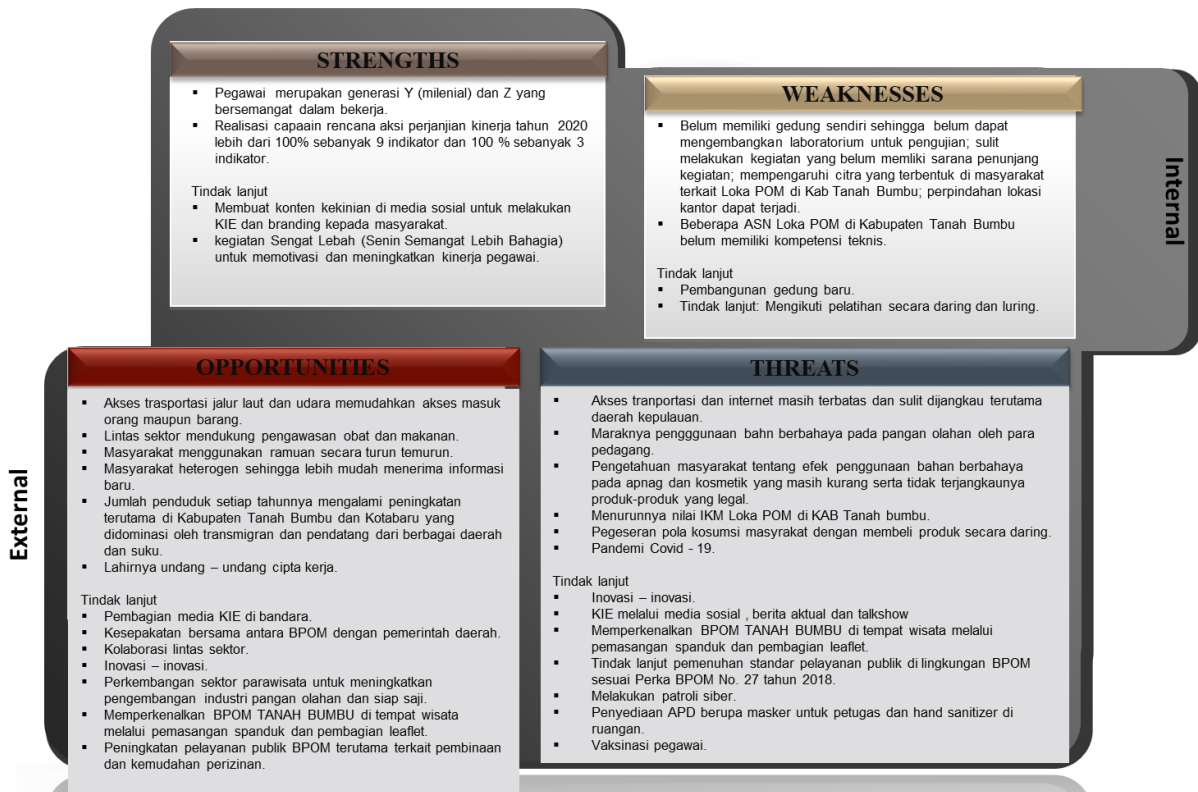 STRENGTHS
▪ Pegawai merupakan generasi Y (milenial) dan Z yang
bersemangat dalam bekerja.
▪ Realisasi capaain rencana aksi perjanjian kinerja tahun 2020
lebih dari 100% sebanyak 9 indikator dan 100 % sebanyak 3
indikator.
Tindak lanjut
▪ Membuat konten kekinian di media sosial untuk melakukan
KIE dan branding kepada masyarakat.
▪ kegiatan Sengat Lebah (Senin Semangat Lebih Bahagia)
untuk memotivasi dan meningkatkan kinerja pegawai.
WEAKNESSES
▪ Belum memiliki gedung sendiri sehingga belum dapat
mengembangkan laboratorium untuk pengujian; sulit
melakukan kegiatan yang belum memliki sarana penunjang
kegiatan; mempengaruhi citra yang terbentuk di masyarakat
terkait Loka POM di Kab Tanah Bumbu; perpindahan lokasi
kantor dapat terjadi.
▪ Beberapa ASN Loka POM di Kabupaten Tanah Bumbu
belum memiliki kompetensi teknis.
Tindak lanjut
▪ Pembangunan gedung baru.
▪ Tindak lanjut: Mengikuti pelatihan secara daring dan luring.
Internal
External
OPPORTUNITIES
▪ Akses trasportasi jalur laut dan udara memudahkan akses masuk
orang maupun barang.
▪ Lintas sektor mendukung pengawasan obat dan makanan.
▪ Masyarakat menggunakan ramuan secara turun temurun.
▪ Masyarakat heterogen sehingga lebih mudah menerima informasi
baru.
▪ Jumlah penduduk setiap tahunnya mengalami peningkatan
terutama di Kabupaten Tanah Bumbu dan Kotabaru yang
didominasi oleh transmigran dan pendatang dari berbagai daerah
dan suku.
▪ Lahirnya undang – undang cipta kerja.
Tindak lanjut
▪ Pembagian media KIE di bandara.
▪ Kesepakatan bersama antara BPOM dengan pemerintah daerah.
▪ Kolaborasi lintas sektor.
▪ Inovasi – inovasi.
▪ Perkembangan sektor parawisata untuk meningkatkan
pengembangan industri pangan olahan dan siap saji.
▪ Memperkenalkan BPOM TANAH BUMBU di tempat wisata
melalui pemasangan spanduk dan pembagian leaflet.
▪ Peningkatan pelayanan publik BPOM terutama terkait pembinaan
dan kemudahan perizinan.
THREATS
▪ Akses tranportasi dan internet masih terbatas dan sulit dijangkau terutama
daerah kepulauan.
▪ Maraknya pengggunaan bahn berbahaya pada pangan olahan oleh para
pedagang.
▪ Pengetahuan masyarakat tentang efek penggunaan bahan berbahaya
pada apnag dan kosmetik yang masih kurang serta tidak terjangkaunya
produk-produk yang legal.
▪ Menurunnya nilai IKM Loka POM di KAB Tanah bumbu.
▪ Pegeseran pola kosumsi masyrakat dengan membeli produk secara daring.
▪ Pandemi Covid - 19.
Tindak lanjut
▪ Inovasi – inovasi.
▪ KIE melalui media sosial , berita aktual dan talkshow
▪ Memperkenalkan BPOM TANAH BUMBU di tempat wisata melalui
pemasangan spanduk dan pembagian leaflet.
▪ Tindak lanjut pemenuhan standar pelayanan publik di lingkungan BPOM
sesuai Perka BPOM No. 27 tahun 2018.
▪ Melakukan patroli siber.
▪ Penyediaan APD berupa masker untuk petugas dan hand sanitizer di
ruangan.
▪ Vaksinasi pegawai.